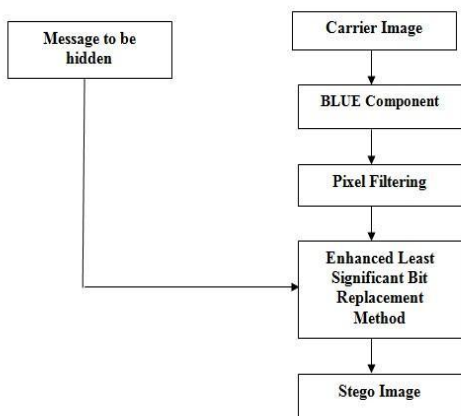 Message to be
hidden
Carrier Image
BLUE Component
Pixel Filtering
Enhanced Least
Significant Bit
Replacement
Method
Stego Image